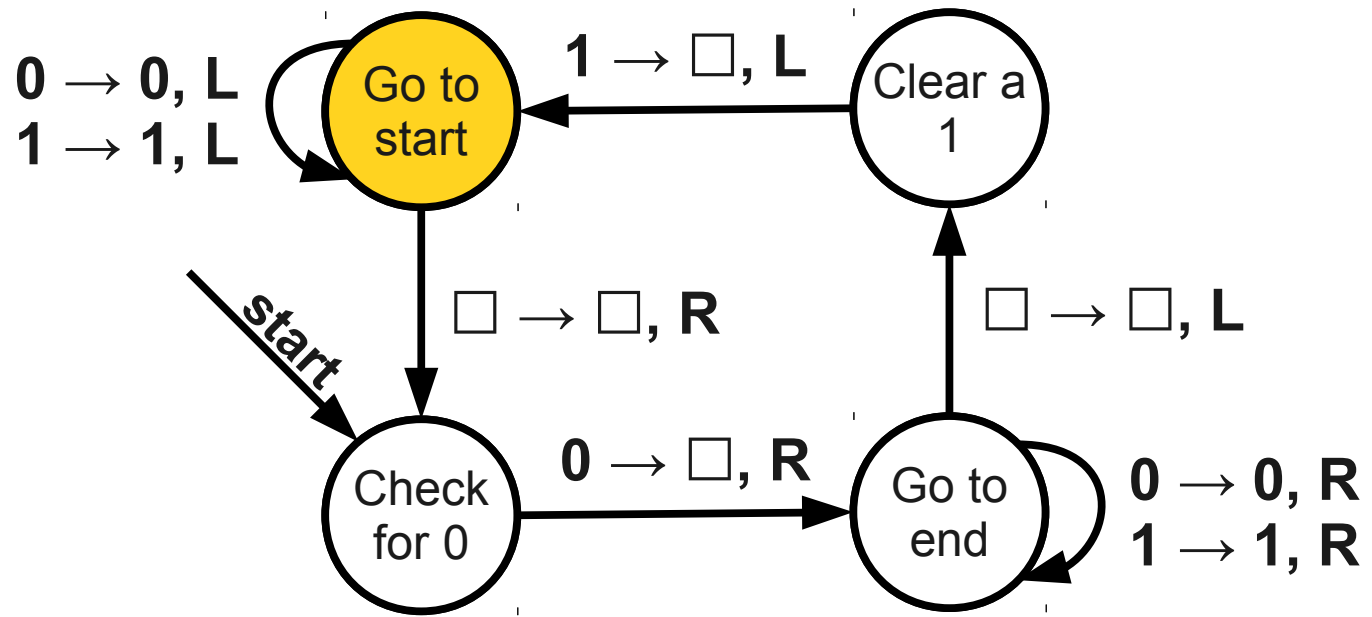 1 → □, L
0 → 0, L
1 → 1, L
Go to
start
Clear a
1
□ → □, R
□ → □, L
start
0 → □, R
Check
for 0
Go to
end
0 → 0, R
1 → 1, R